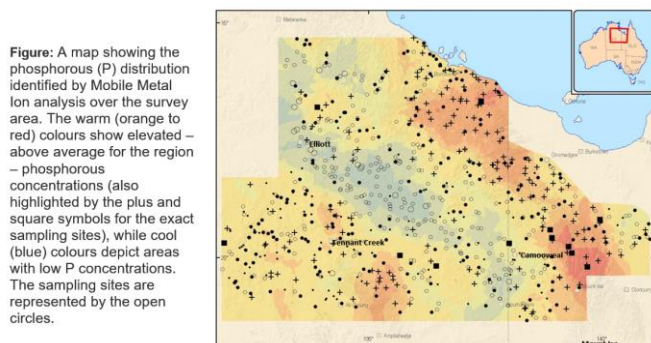 Figure: A map showing the
phosphorous (P) distribution
identified by Mobile Metal
Ion analysis over the survey
area. The warm (orange to
red) colours show elevated –
above average for the region
– phosphorous
concentrations (also
highlighted by the plus and
square symbols for the exact
sampling sites), while cool
(blue) colours depict areas
with low P concentrations.
The sampling sites are
represented by the open
circles.
15°
Elliott
Tennant Creek
Camooweal